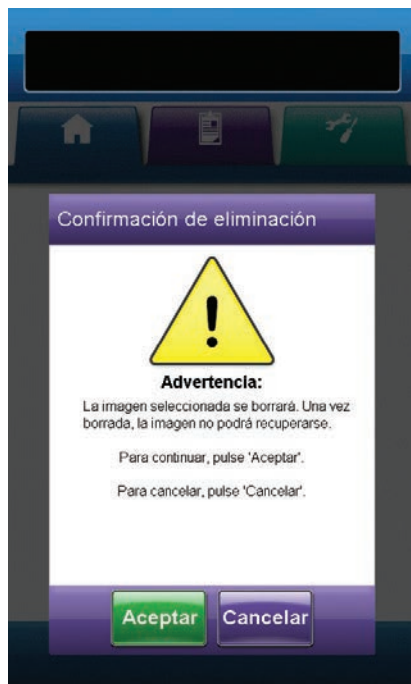 Confirmación de eliminación
Advertencia:
La imagen seleccionada se borrará. Una vez
borrada, la imagen no podrá recuperarse.
Para continuar, pulse 'Aceptar'.
Para cancelar, pulse 'Cancelar'.
Aceptar Cancelar